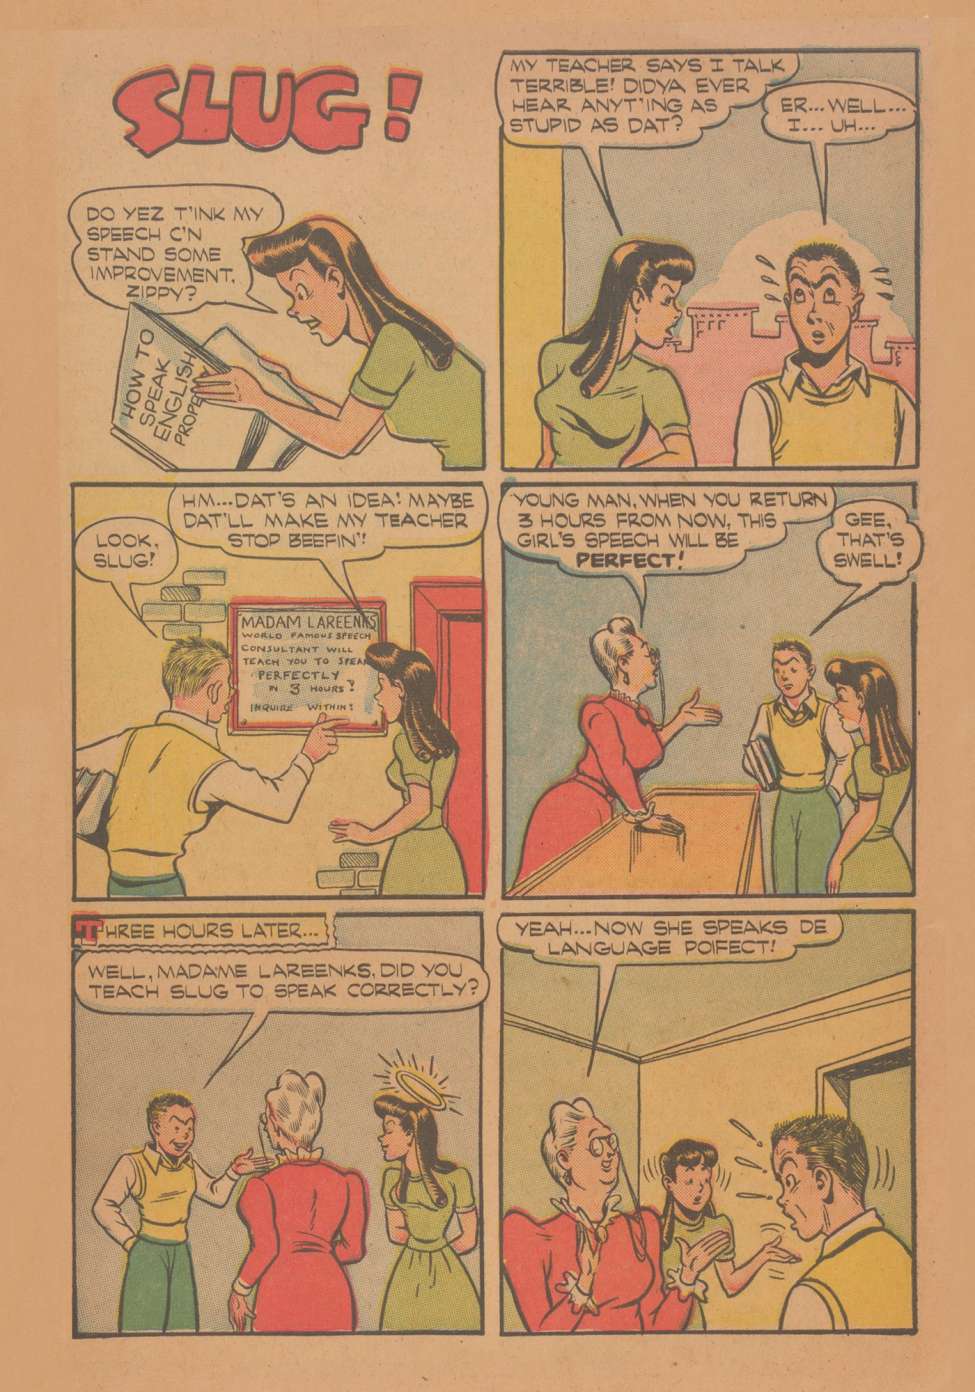 SLUG!
DO YEZ T'INK MY
SPEECH C'N
STAND SOME
IMPROVEMENT,
ZIPPY?
HOW TO
SPEAK
ENGLISH
PROPERLY
MY TEACHER SAYS I TALK
TERRIBLE! DIDYA EVER
HEAR ANYT'ING AS
STUPID AS DAT?
ER...WELL...
I... UH...
LOOK,
SLUG!
HM...DAT'S AN IDEA! MAYBE
DAT'LL MAKE MY TEACHER
STOP BEEFIN'!
MADAM LAREENKS
WORLD FAMOUS SPEECH
CONSULTANT WILL
TEACH YOU TO SPEAK
PERFECTLY
IN 3 HOURS!
INQUIRE WITHIN!
YOUNG MAN, WHEN YOU RETURN
3 HOURS FROM NOW, THIS
GIRL'S SPEECH WILL BE
PERFECT!
GEE,
THAT'S
SWELL!
THREE HOURS LATER...
WELL, MADAME LAREENKS, DID YOU
TEACH SLUG TO SPEAK CORRECTLY?
YEAH...NOW SHE SPEAKS DE
LANGUAGE POIFECT!